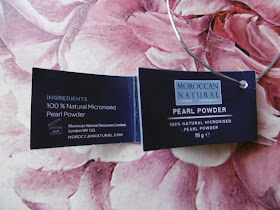 INGREDIENTS
100 % Natural Micronised
Pearl Powder
Moroccan Natural Resources Limited,
London W9 1JQ.
MOROCCANNATURAL.COM
MOROCCAN
NATURAL
PEARL POWDER
100% NATURAL MICRONISED
PEARL POWDER
15g e